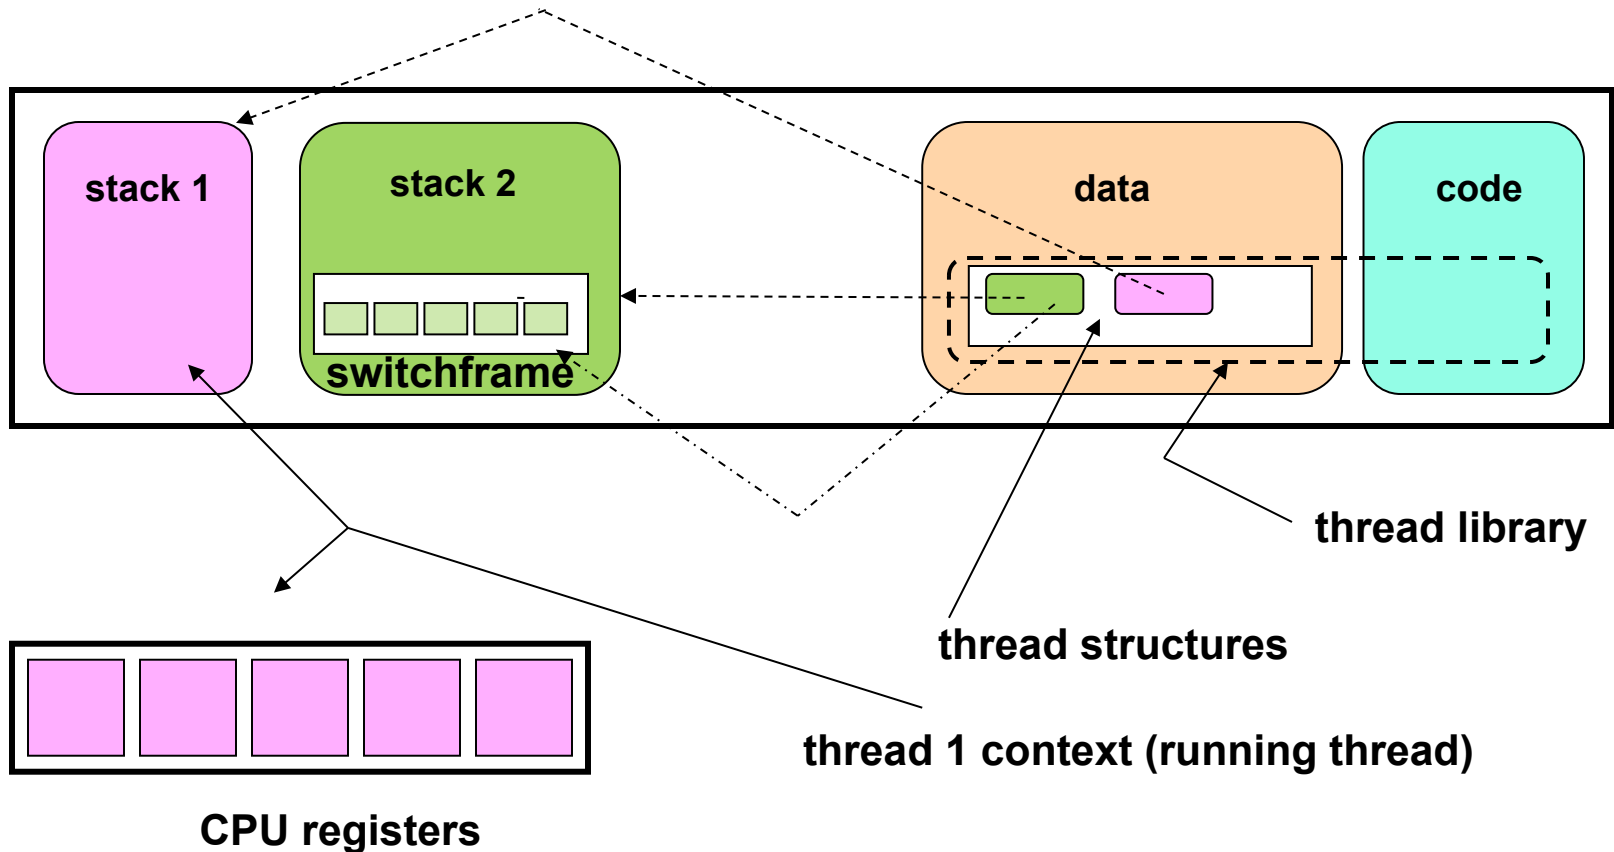 stack 1
stack 2
data
code
switchframe
thread library
thread structures
thread 1 context (running thread)
CPU registers